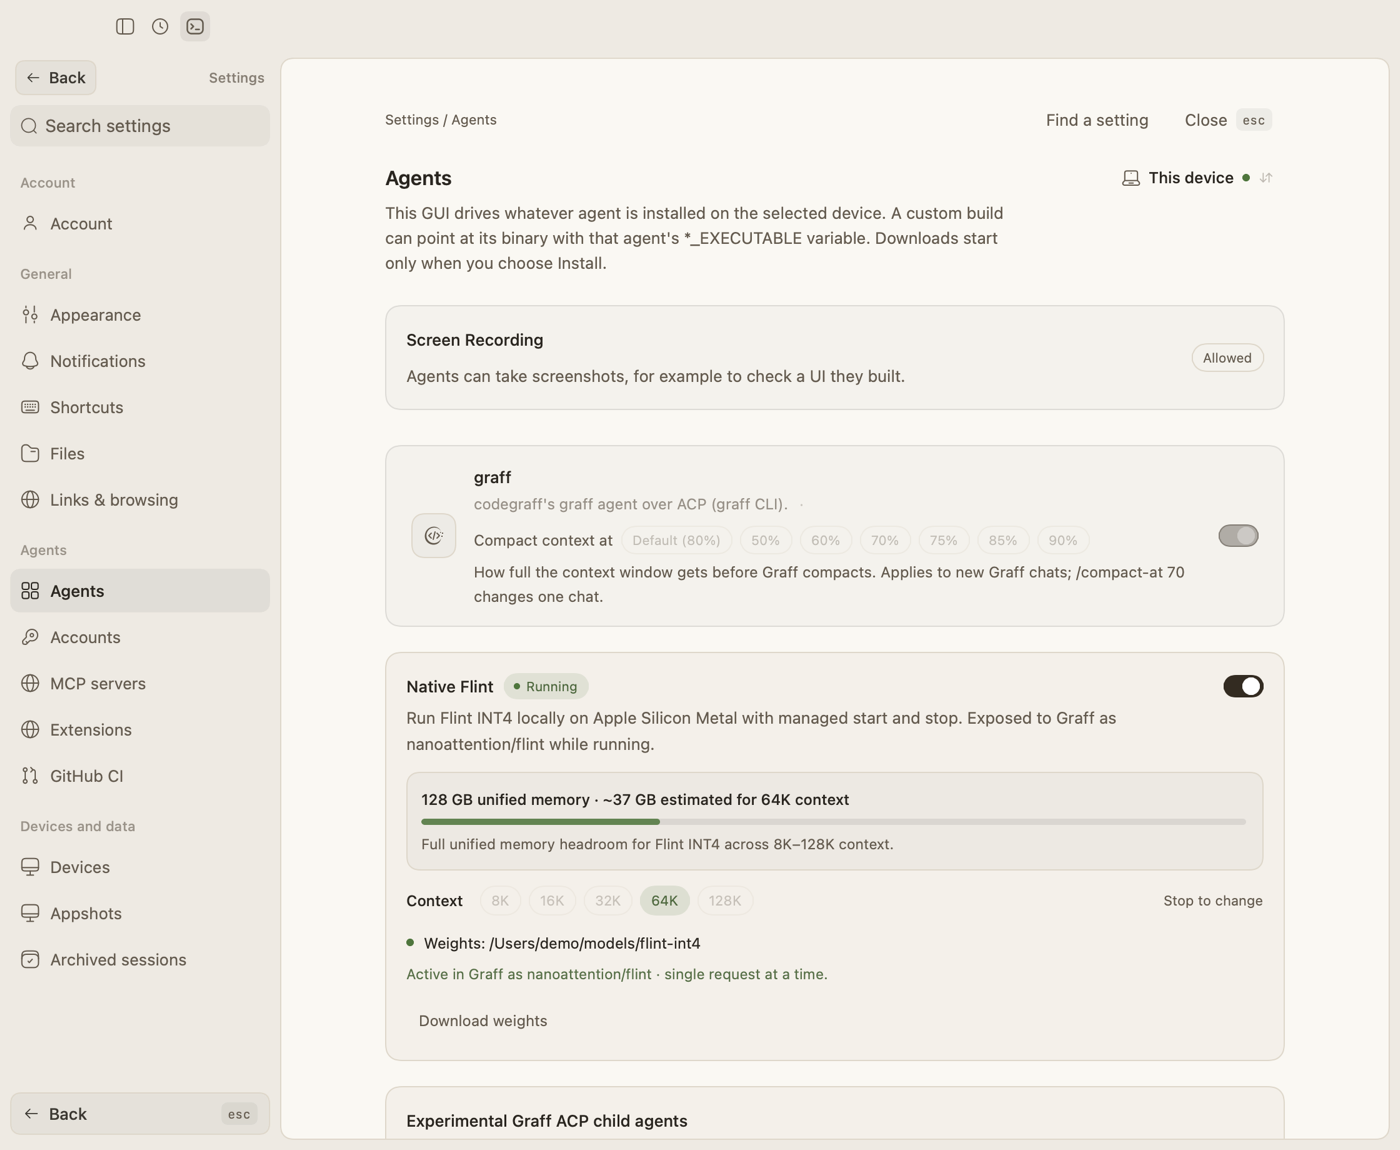 Back
Settings
Search settings
Account
Account
General
Appearance
Notifications
Shortcuts
Files
Links & browsing
Agents
Agents
Accounts
MCP servers
Extensions
GitHub CI
Devices and data
Devices
Appshots
Archived sessions
Back
esc
Settings / Agents
Find a setting
Close esc
Agents
This device
This GUI drives whatever agent is installed on the selected device. A custom build
can point at its binary with that agent's *_EXECUTABLE variable. Downloads start
only when you choose Install.
Screen Recording
Agents can take screenshots, for example to check a UI they built.
Allowed
graff
codegraff's graff agent over ACP (graff CLI). ·
Compact context at Default (80%) 50% 60% 70% 75% 85% 90%
How full the context window gets before Graff compacts. Applies to new Graff chats; /compact-at 70
changes one chat.
Native Flint Running
Run Flint INT4 locally on Apple Silicon Metal with managed start and stop. Exposed to Graff as
nanoattention/flint while running.
128 GB unified memory · ~37 GB estimated for 64K context
Full unified memory headroom for Flint INT4 across 8K–128K context.
Context 8K 16K 32K 64K 128K Stop to change
Weights: /Users/demo/models/flint-int4
Active in Graff as nanoattention/flint · single request at a time.
Download weights
Experimental Graff ACP child agents